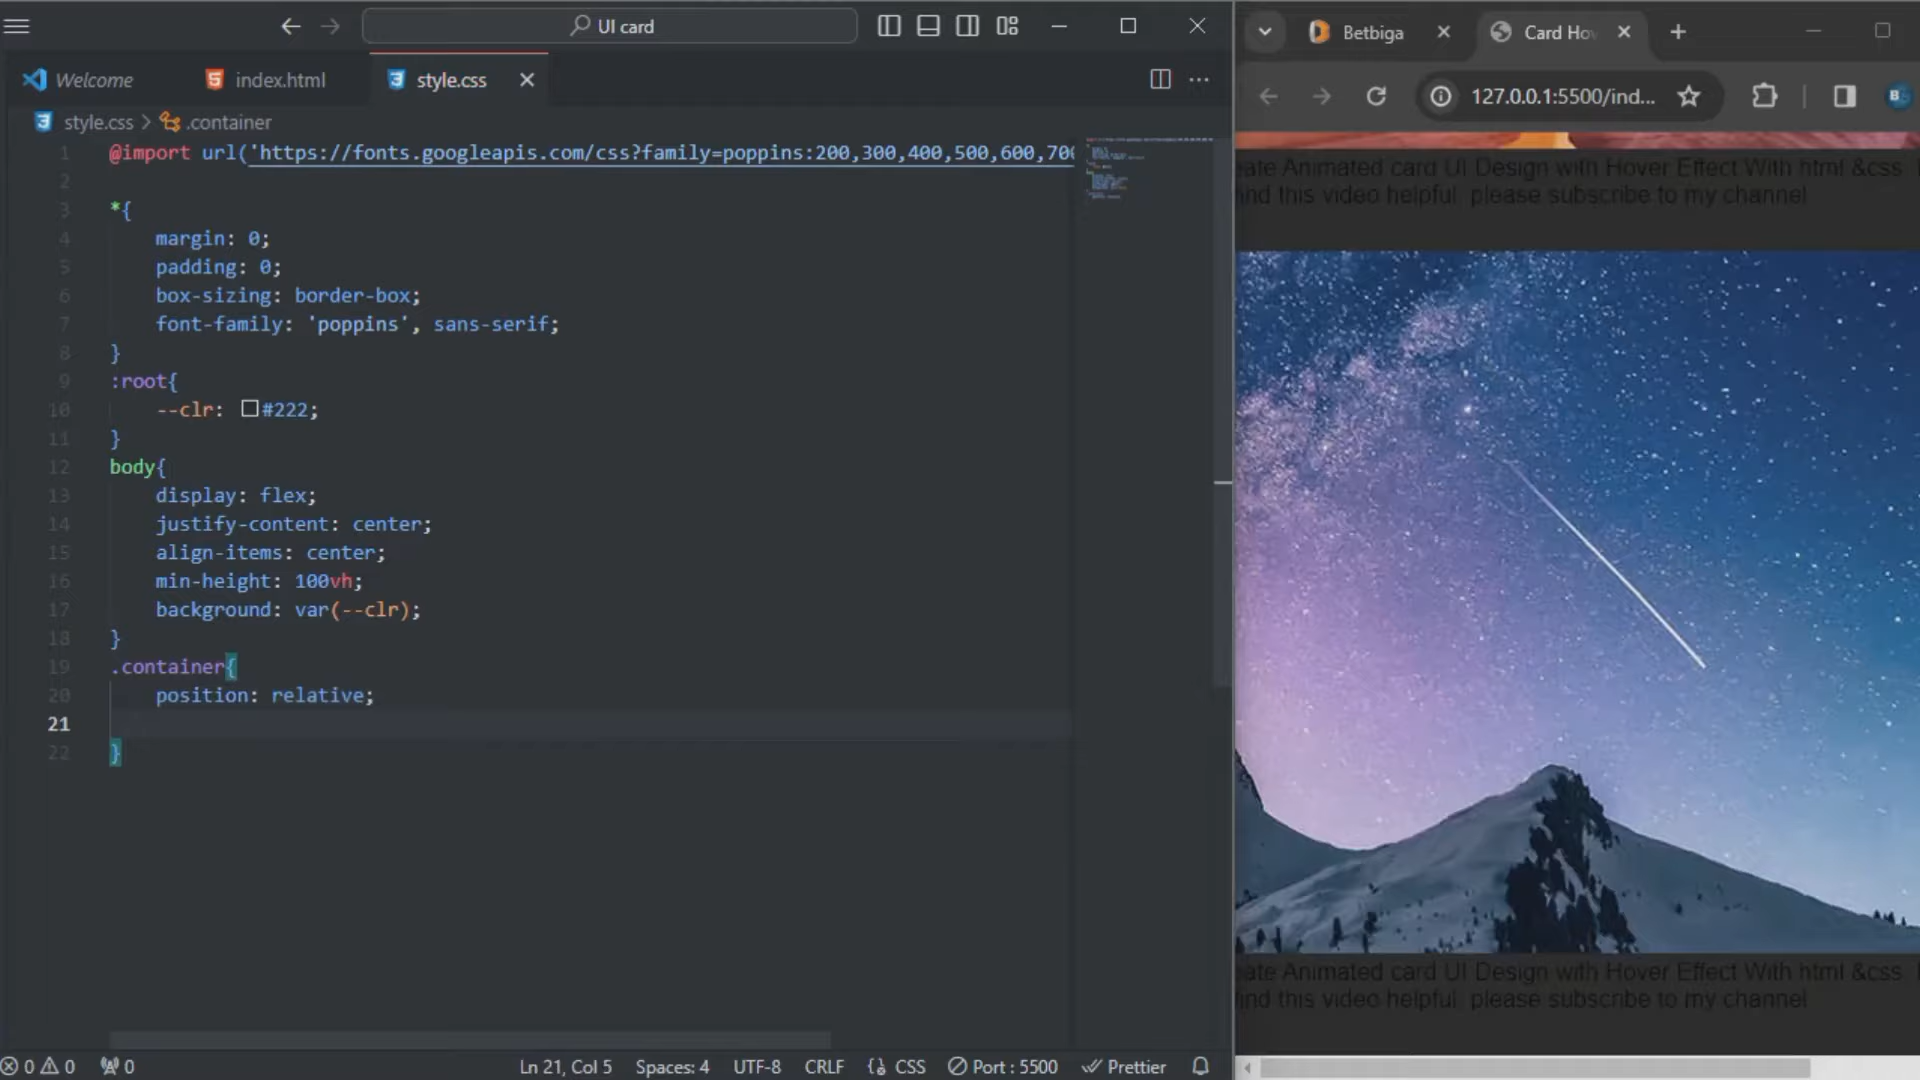 UI card
Welcome
index.html
style.css
style.css > .container
1 @import url('https://fonts.googleapis.com/css?family=poppins:200,300,400,500,600,700
2
3 *{
4 margin: 0;
5 padding: 0;
6 box-sizing: border-box;
7 font-family: 'poppins', sans-serif;
8 }
9 :root{
10 --clr: #222;
11 }
12 body{
13 display: flex;
14 justify-content: center;
15 align-items: center;
16 min-height: 100vh;
17 background: var(--clr);
18 }
19 .container{
20 position: relative;
21
22 }
0 0 0
Ln 21, Col 5
Spaces: 4
UTF-8
CRLF
CSS
Port : 5500
Prettier
Betbiga
Card Ho
127.0.0.1:5500/ind...
ate Animated card UI Design with Hover Effect With html &css
ind this video helpful, please subscribe to my channel
ate Animated card UI Design with Hover Effect With html &css
ind this video helpful, please subscribe to my channel